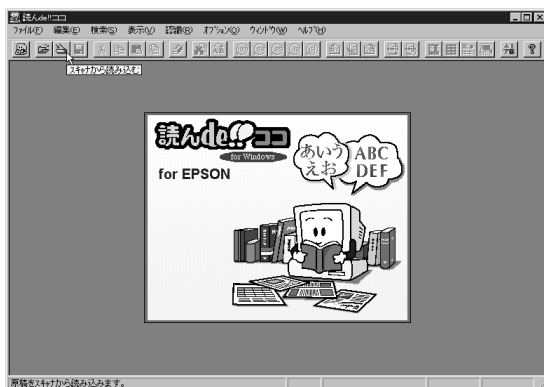 読んde!!ココ
ファイル(F) 編集(E) 検索(S) 表示(V) 認識(R) オプション(O) ウィンドウ(W) ヘルプ(H)
スキャナから読み込む
読んde!!ココ
for Windows
for EPSON
あいう
えお
ABC
DEF
原稿をスキャナから読み込みます。